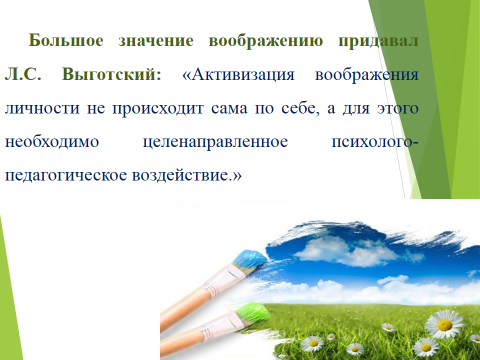 Большое значение воображению придавал
Л.С. Выготский: «Активизация воображения
личности не происходит сама по себе, а для этого
необходимо целенаправленное психолого-
педагогическое воздействие.»